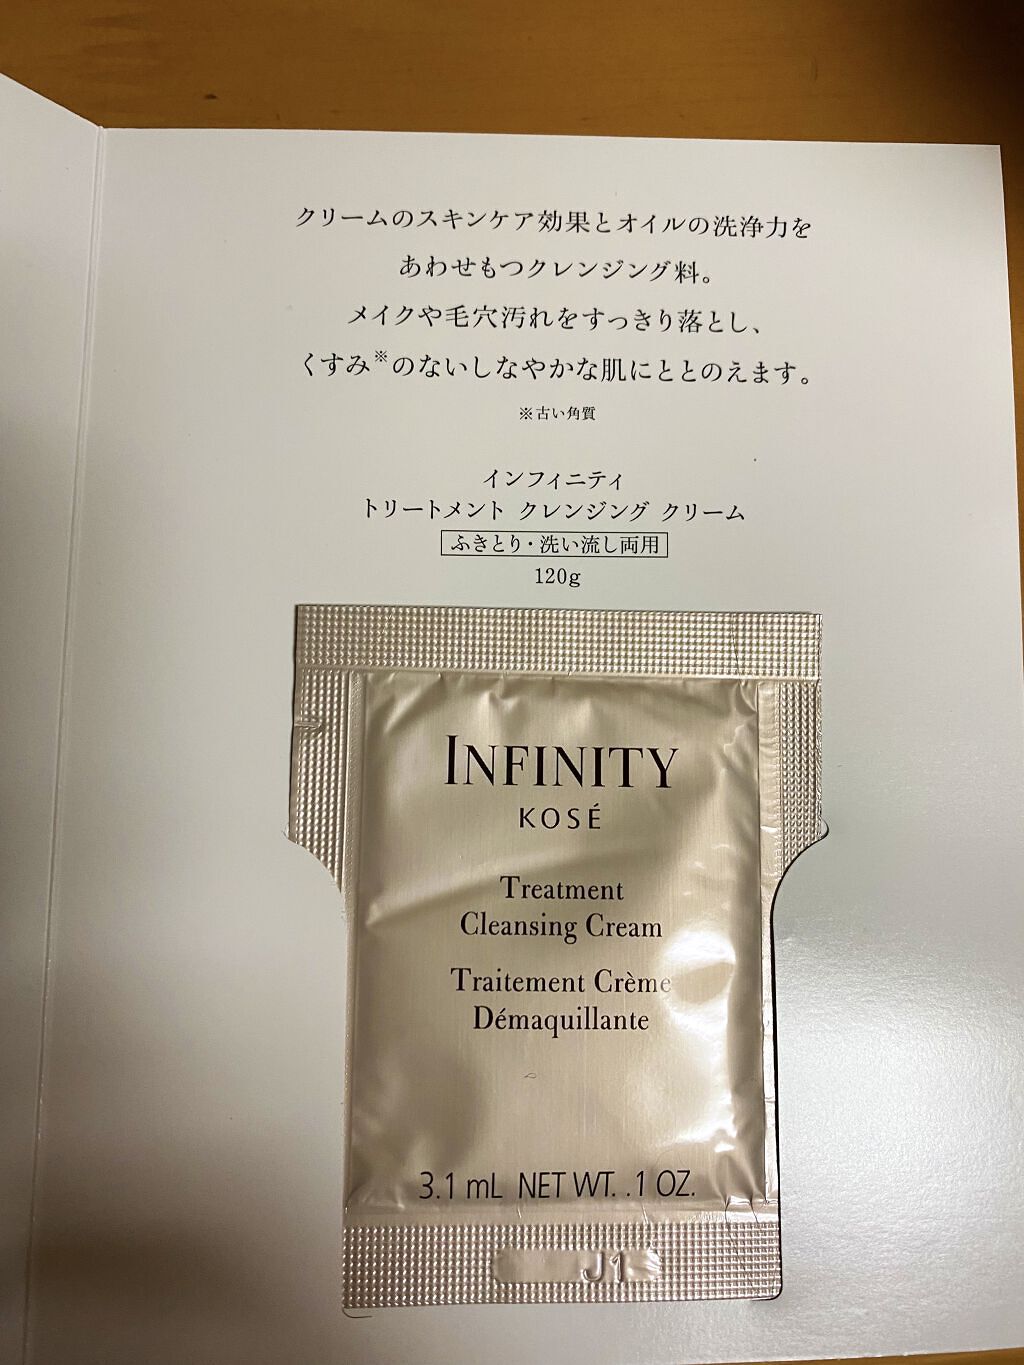 クリームのスキンケア効果とオイルの洗浄力を
あわせもつクレンジング料。
メイクや毛穴汚れをすっきり落とし、
くすみ※のないしなやかな肌にととのえます。
※古い角質
インフィニティ
トリートメント クレンジング クリーム
ふきとり・洗い流し両用
120g
INFINITY
KOSÉ
Treatment
Cleansing Cream
Traitement Crème
Démaquillante
3.1 mL NET WT. .1 OZ.
J1